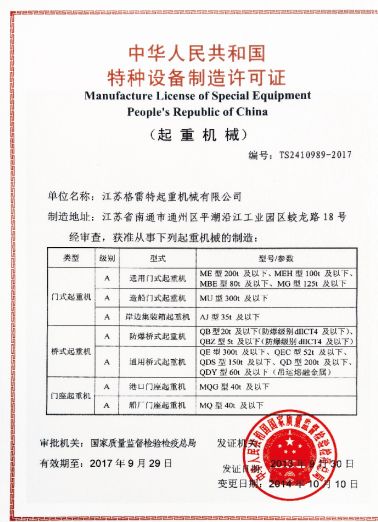 中华人民共和国
特种设备制造许可证
Manufacture License of Special Equipment
People's Republic of China
（起重机械）
编号：TS2410989-2017
单位名称：江苏格雷特起重机械有限公司
制造地址：江苏省南通市通州区平潮沿江工业园区蛟龙路 18 号
经审查，获准从事下列起重机械的制造：
类型 级别 型式 型号/参数
门式起重机 A 通用门式起重机 ME 型 200t 及以下、MEH 型 100t 及以下、
MBE 型 80t 及以下、MG 型 125t 及以下
A 造船门式起重机 MU 型 300t 及以下
A 岸边集装箱起重机 AJ 型 35t 及以下
桥式起重机 A 防爆桥式起重机 QB型20t 及以下(防爆级别 dIICT4 及以下)、
QBZ 型 5t 及以下(防爆级别 dIICT4 及以下)
A 通用桥式起重机 QE 型 300t 及以下、QEC 型 52t 及以下、
QDS 型 150t 及以下、QD 型 200t 及以下、
QDY 型 60t 及以下（吊运熔融金属）
门座起重机 A 港口门座起重机 MQG 型 40t 及以下
A 船厂门座起重机 MQ 型 40t 及以下
审批机关：国家质量监督检验检疫总局 发证机关：
有效期至：2017 年 9 月 29 日 发证日期：2013 年 9 月 30 日
变更日期：2014 年 10 月 10 日